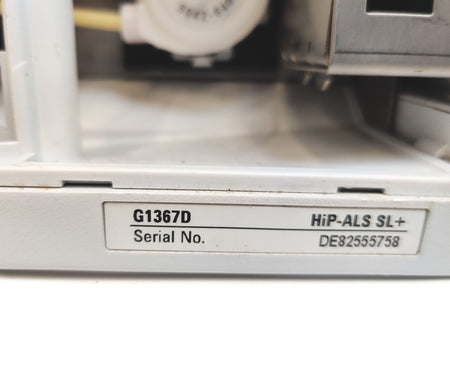 G1367D HiP-ALS SL+
Serial No. DE82555758